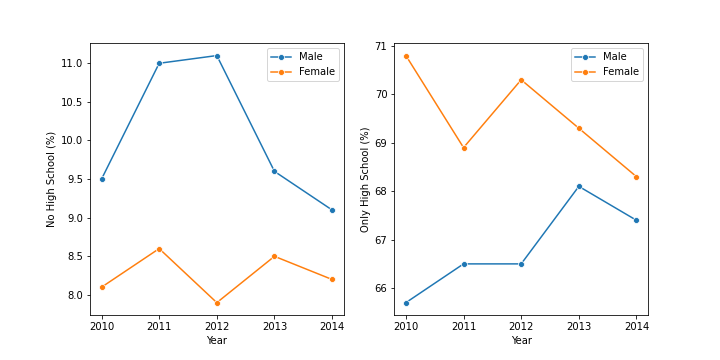 No High School (%)
11.0
10.5
10.0
9.5
9.0
8.5
8.0
2010 2011 2012 2013 2014
Year
Male
Female
Only High School (%)
71
70
69
68
67
66
2010 2011 2012 2013 2014
Year
Male
Female